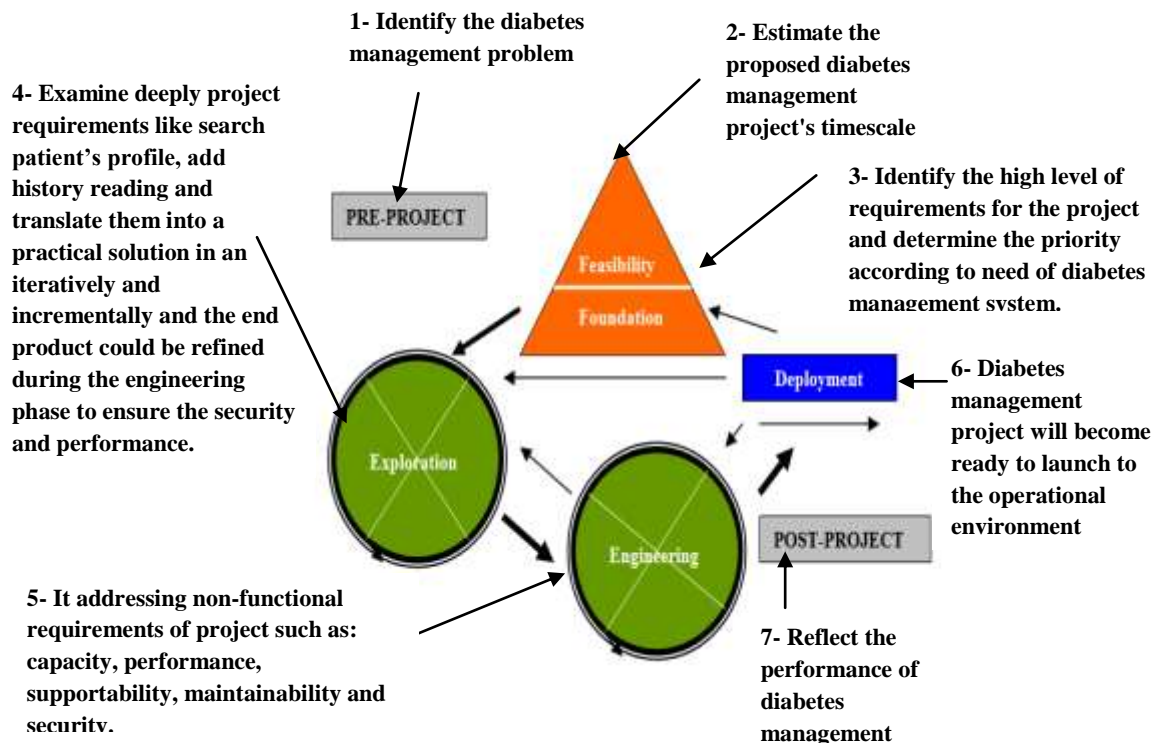 1- Identify the diabetes
management problem
2- Estimate the
proposed diabetes
management
project's timescale
4- Examine deeply project
requirements like search
patient's profile, add
history reading and
translate them into a
practical solution in an
iteratively and
incrementally and the end
product could be refined
during the engineering
phase to ensure the security
and performance.
3- Identify the high level of
requirements for the project
and determine the priority
according to need of diabetes
management system.
PRE-PROJECT
Feasibility
Foundation
Deployment
6- Diabetes
management
project will become
ready to launch to
the operational
environment
Exploration
Engineering
POST-PROJECT
5- It addressing non-functional
requirements of project such as:
capacity, performance,
supportability, maintainability and
security.
7- Reflect the
performance of
diabetes
management